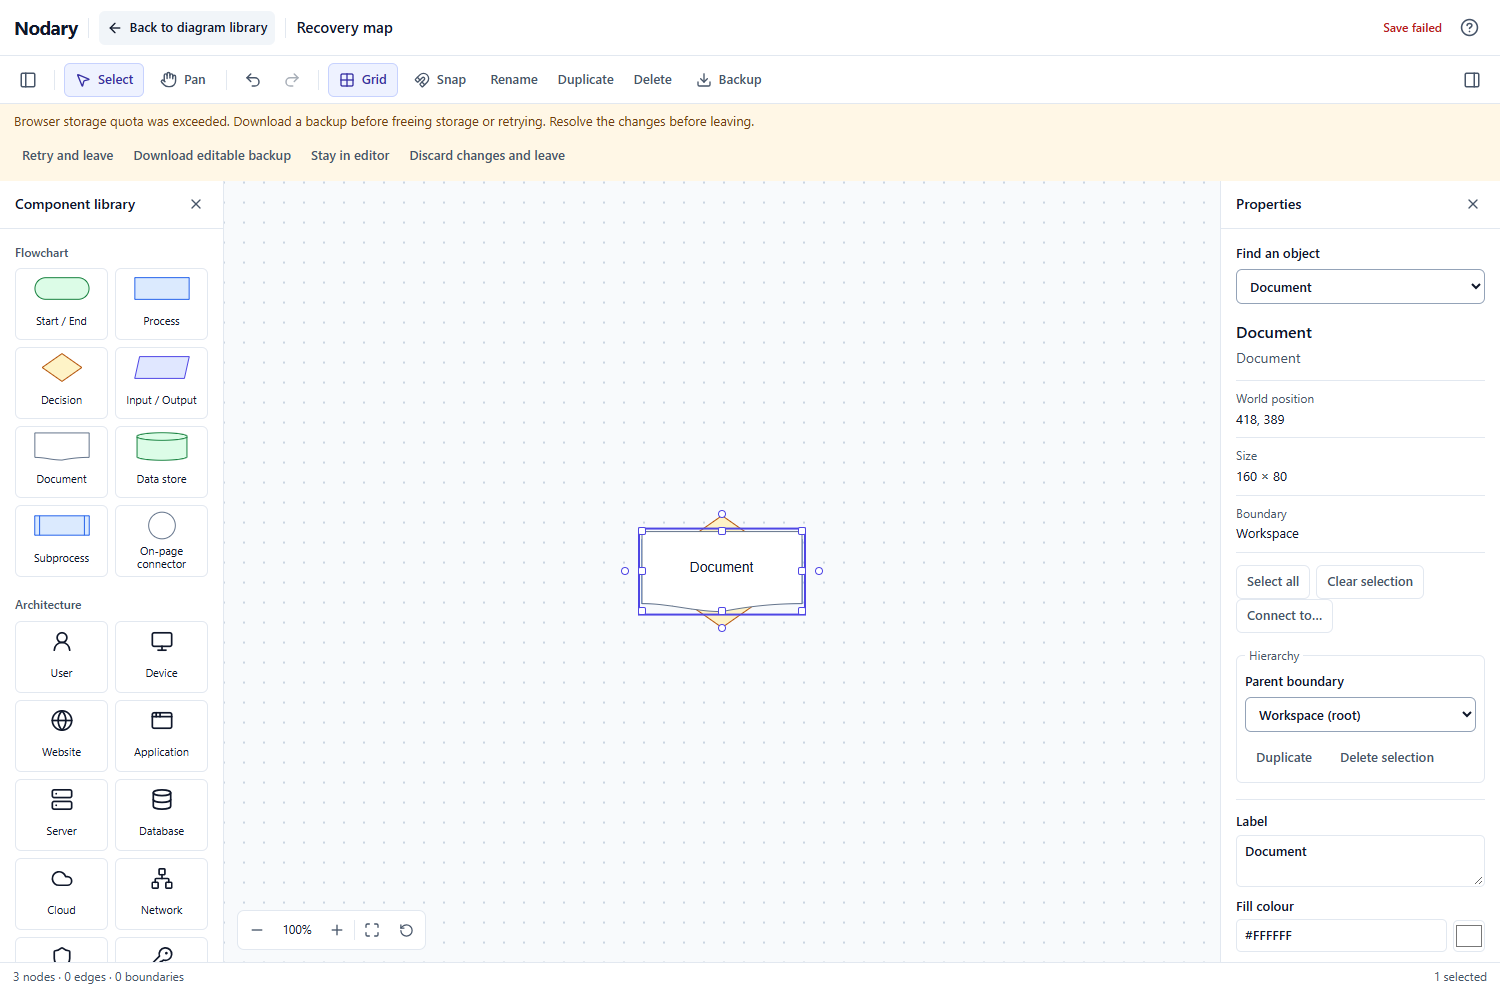 Nodary
Back to diagram library
Recovery map
Save failed
Select
Pan
Grid
Snap
Rename
Duplicate
Delete
Backup
Browser storage quota was exceeded. Download a backup before freeing storage or retrying. Resolve the changes before leaving.
Retry and leave
Download editable backup
Stay in editor
Discard changes and leave
Component library
Flowchart
Start / End
Process
Decision
Input / Output
Document
Data store
Subprocess
On-page
connector
Architecture
User
Device
Website
Application
Server
Database
Cloud
Network
Document
100%
Properties
Find an object
Document
Document
Document
World position
418, 389
Size
160 × 80
Boundary
Workspace
Select all
Clear selection
Connect to...
Hierarchy
Parent boundary
Workspace (root)
Duplicate
Delete selection
Label
Document
Fill colour
#FFFFFF
3 nodes · 0 edges · 0 boundaries
1 selected